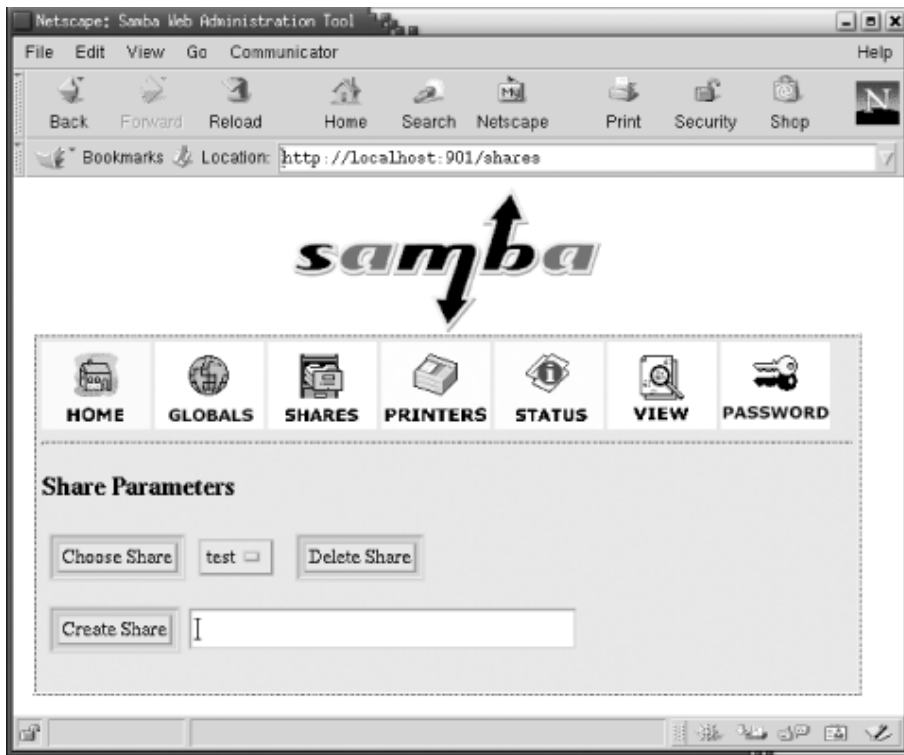 Netscape: Samba Web Administration Tool
File Edit View Go Communicator Help
Back Forward Reload Home Search Netscape Print Security Shop
N
My
Bookmarks Location: http://localhost:901/shares
samba
HOME GLOBALS SHARES PRINTERS STATUS VIEW PASSWORD
Share Parameters
Choose Share test Delete Share
Create Share